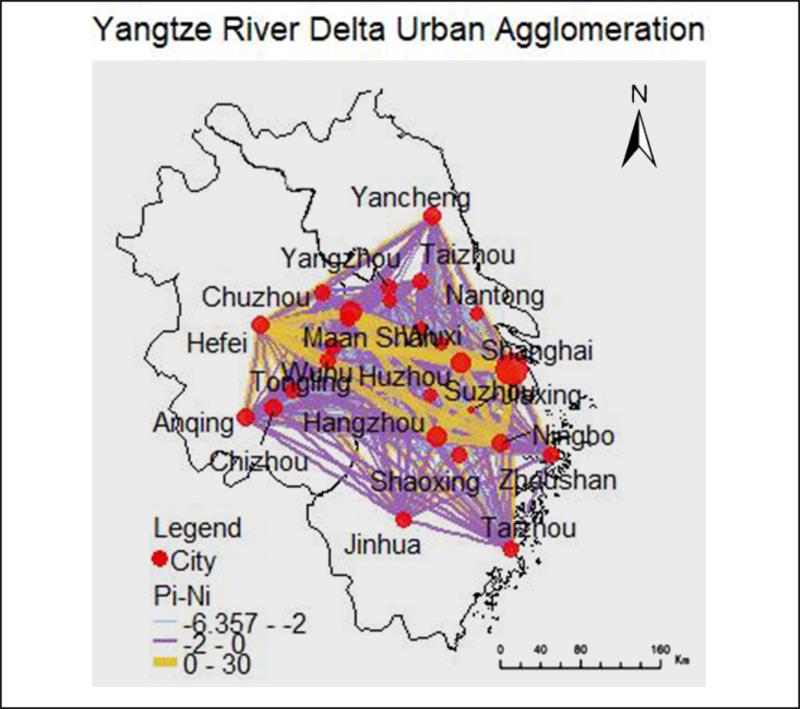 Yangtze River Delta Urban Agglomeration
N
Yancheng
Yangzhou
Taizhou
Chuzhou
Nantong
Hefei
Maan Shan
Wuxi
Shanghai
Wuhu
Huzhou
Tongling
Suzhou
Jiaxing
Anqing
Hangzhou
Ningbo
Chizhou
Shaoxing
Zhoushan
Taizhou
Jinhua
Legend
City
Pi-Ni
-6.357 - -2
-2 - 0
0 - 30
0 40 80 160
Km